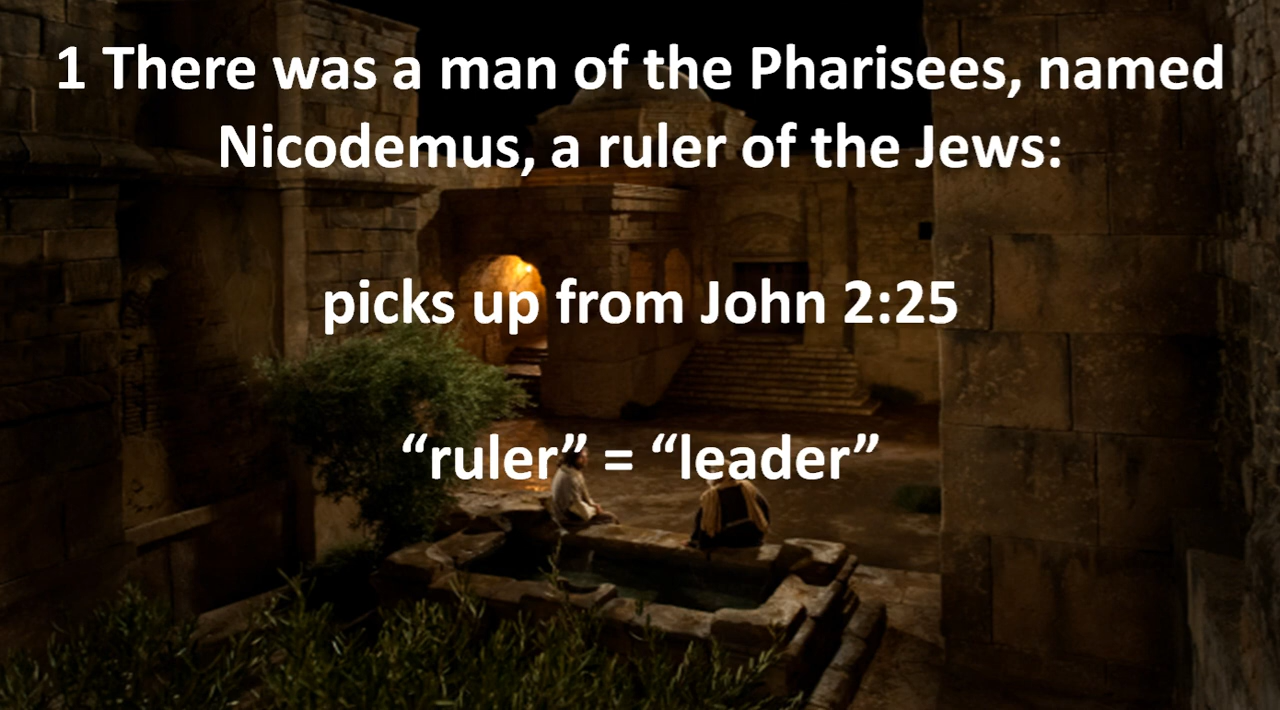 1 There was a man of the Pharisees, named
Nicodemus, a ruler of the Jews:
picks up from John 2:25
“ruler” = “leader”